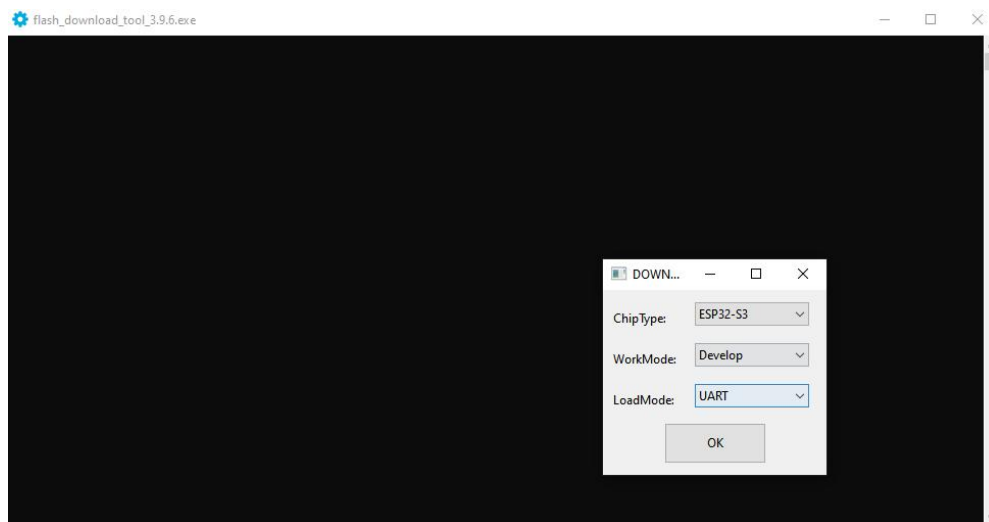 flash_download_tool_3.9.6.exe
DOWN...
ChipType: ESP32-S3
WorkMode: Develop
LoadMode: UART
OK